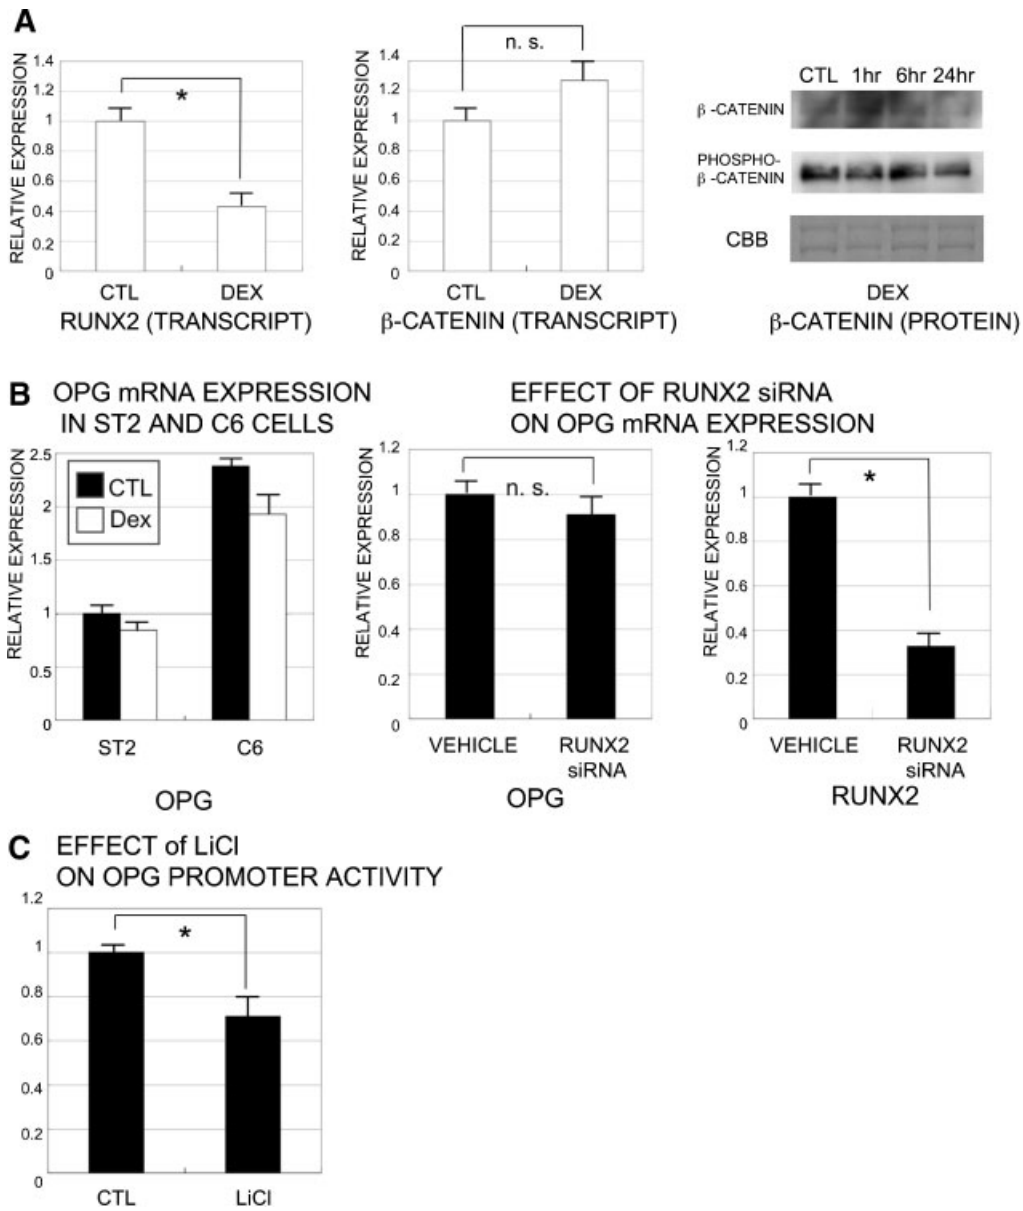 A
RELATIVE EXPRESSION
1.4
1.2
1
0.8
0.6
0.4
0.2
0
*
CTL DEX
RUNX2 (TRANSCRIPT)
RELATIVE EXPRESSION
1.4
1.2
1
0.8
0.6
0.4
0.2
0
n. s.
CTL DEX
β-CATENIN (TRANSCRIPT)
CTL 1hr 6hr 24hr
β -CATENIN
PHOSPHO-
β -CATENIN
CBB
DEX
β-CATENIN (PROTEIN)
B OPG mRNA EXPRESSION
IN ST2 AND C6 CELLS
RELATIVE EXPRESSION
2.5
2
1.5
1
0.5
0
CTL
Dex
ST2 C6
OPG
EFFECT OF RUNX2 siRNA
ON OPG mRNA EXPRESSION
RELATIVE EXPRESSION
1.2
1
0.8
0.6
0.4
0.2
0
n. s.
VEHICLE RUNX2
siRNA
OPG
RELATIVE EXPRESSION
1.2
1
0.8
0.6
0.4
0.2
0
*
VEHICLE RUNX2
siRNA
RUNX2
C EFFECT of LiCl
ON OPG PROMOTER ACTIVITY
1.2
1
0.8
0.6
0.4
0.2
0
*
CTL LiCl